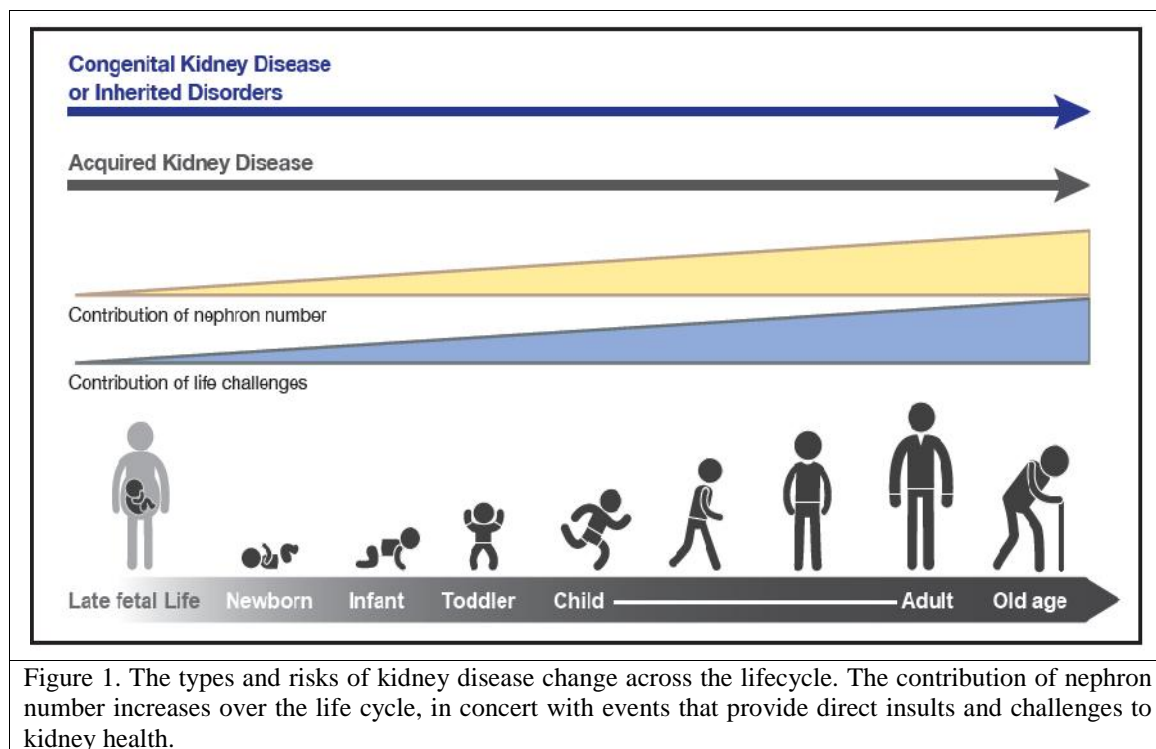 Congenital Kidney Disease
or Inherited Disorders
Acquired Kidney Disease
Contribution of nephron number
Contribution of life challenges
Late fetal Life Newborn Infant Toddler Child Adult Old age
Figure 1. The types and risks of kidney disease change across the lifecycle. The contribution of nephron
number increases over the life cycle, in concert with events that provide direct insults and challenges to
kidney health.